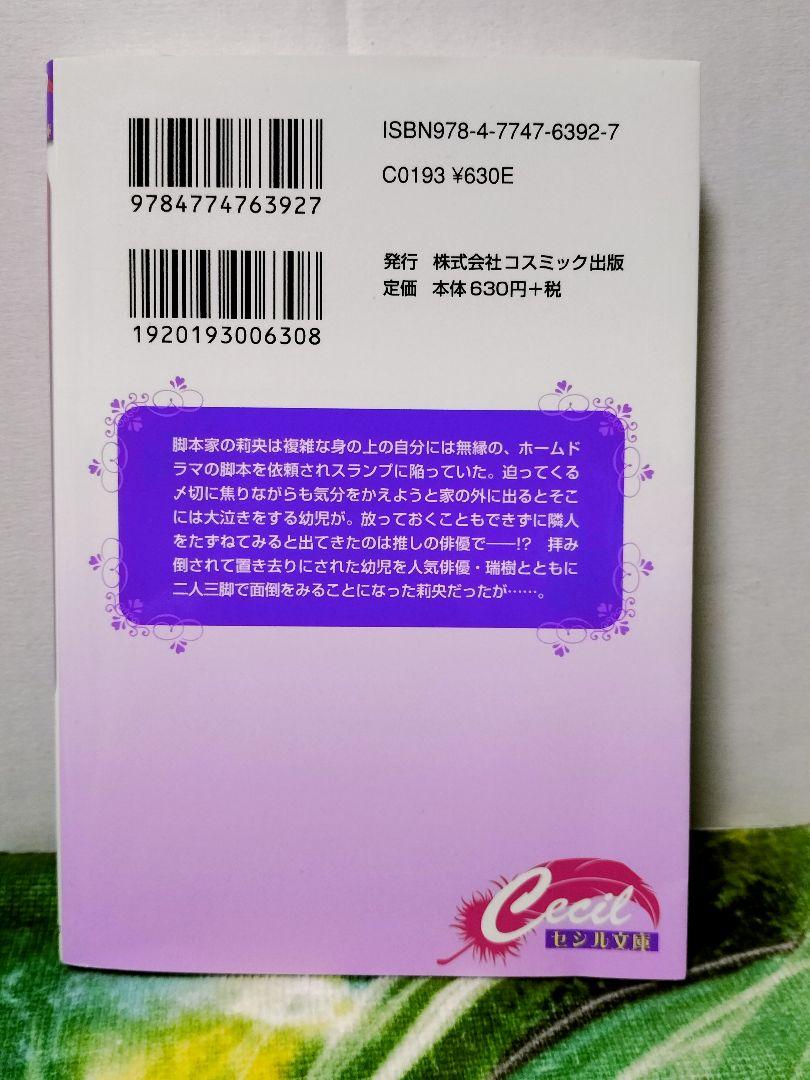 ISBN978-4-7747-6392-7
C0193 ¥630E
9784774763927
発行 株式会社コスミック出版
定価 本体630円+税
1920193006308
脚本家の莉央は複雑な身の上の自分には無縁の、ホームド
ラマの脚本を依頼されスランプに陥っていた。迫ってくる
〆切に焦りながらも気分をかえようと家の外に出るとそこ
には大泣きをする幼児が。放っておくこともできずに隣人
をたずねてみると出てきたのは推しの俳優で――!? 拝み
倒されて置き去りにされた幼児を人気俳優・瑞樹とともに
二人三脚で面倒をみることになった莉央だったが……。
Cecil
セシル文庫